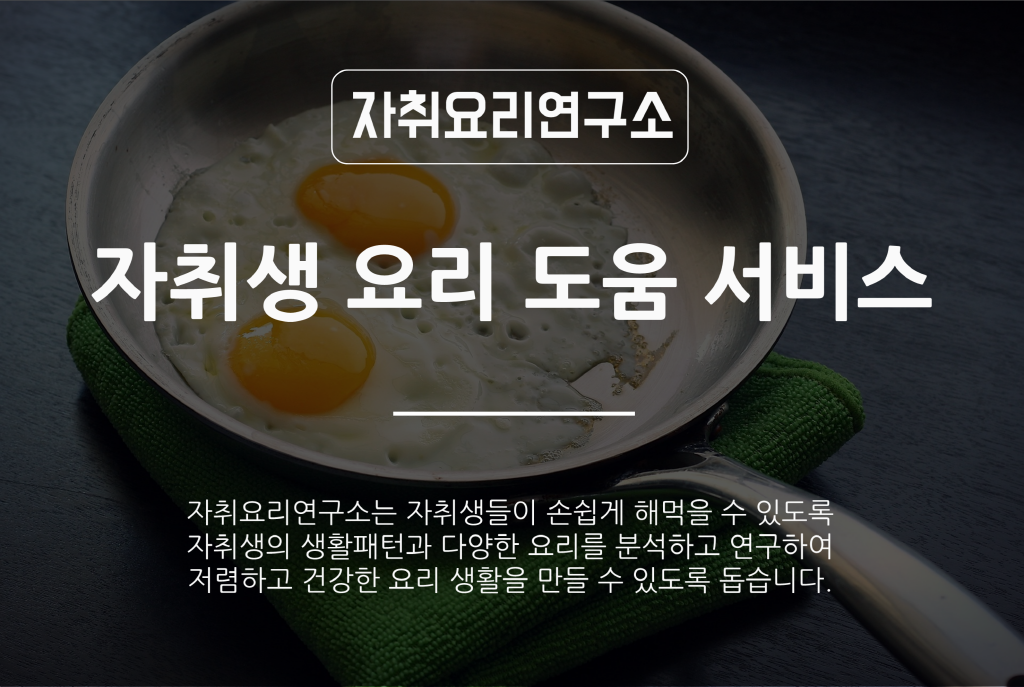 자취요리연구소
자취생 요리 도움 서비스
자취요리연구소는 자취생들이 손쉽게 해먹을 수 있도록
자취생의 생활패턴과 다양한 요리를 분석하고 연구하여
저렴하고 건강한 요리 생활을 만들 수 있도록 돕습니다.